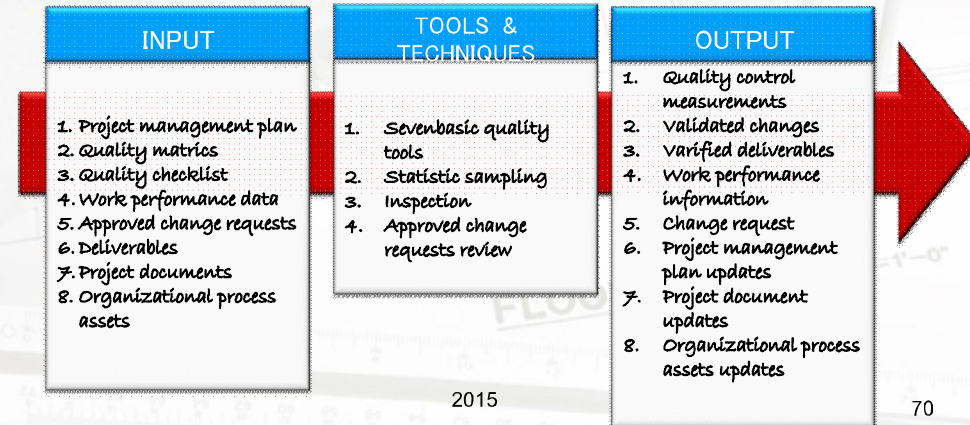 INPUT
1. Project management plan
2. Quality matrics
3. Quality checklist
4. Work performance data
5. Approved change requests
6. Deliverables
7. Project documents
8. Organizational process
assets
TOOLS &
TECHNIQUES
1. Sevenbasic quality
tools
2. Statistic sampling
3. Inspection
4. Approved change
requests review
OUTPUT
1. Quality control
measurements
2. Validated changes
3. Varified deliverables
4. Work performance
information
5. Change request
6. Project management
plan updates
7. Project document
updates
8. Organizational process
assets updates
=1'-0"
FLOO
2015
70